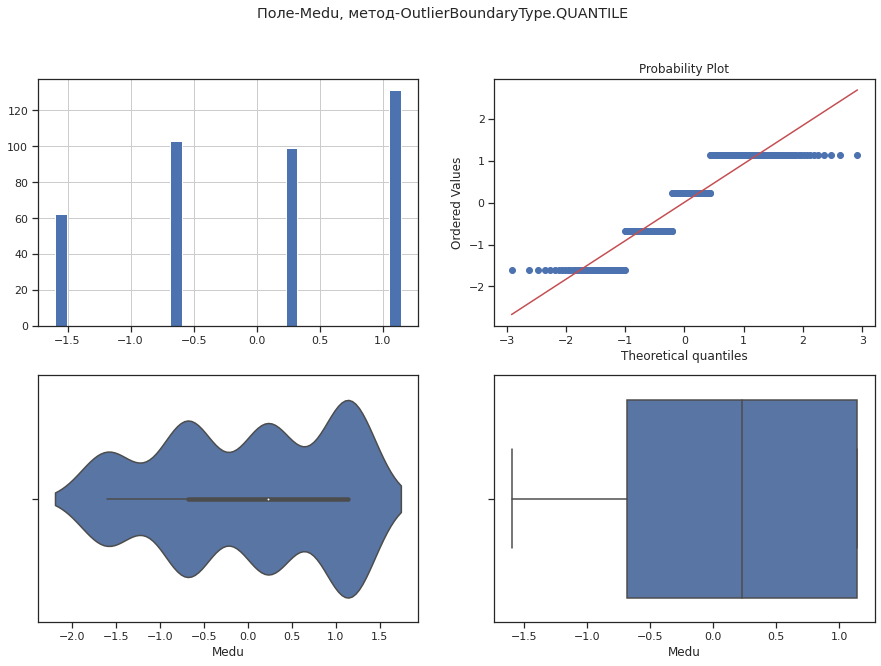 Поле-Medu, метод-OutlierBoundaryType.QUANTILE
120
100
80
60
40
20
0
−1.5 −1.0 −0.5 0.0 0.5 1.0
Probability Plot
Ordered Values
2
1
0
−1
−2
−3 −2 −1 0 1 2 3
Theoretical quantiles
−2.0 −1.5 −1.0 −0.5 0.0 0.5 1.0 1.5
Medu
−1.5 −1.0 −0.5 0.0 0.5 1.0
Medu